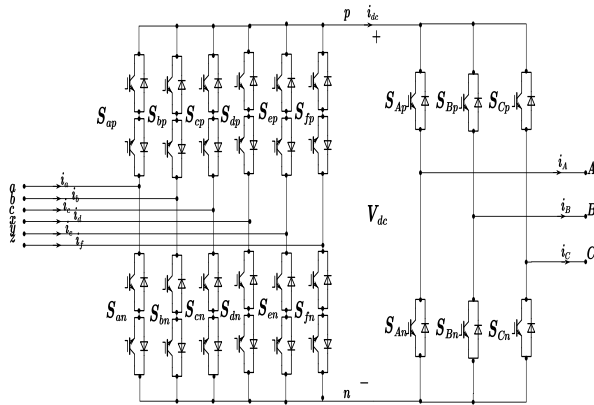 p i_dc
+
S_ap S_bp S_cp S_dp S_ep S_fp S_Ap S_Bp S_Cp
a i_a
b i_b
c i_c
x i_d
y i_e
z i_f
i_A A
i_B B
i_C C
V_dc
S_an S_bn S_cn S_dn S_en S_fn S_An S_Bn S_Cn
n −